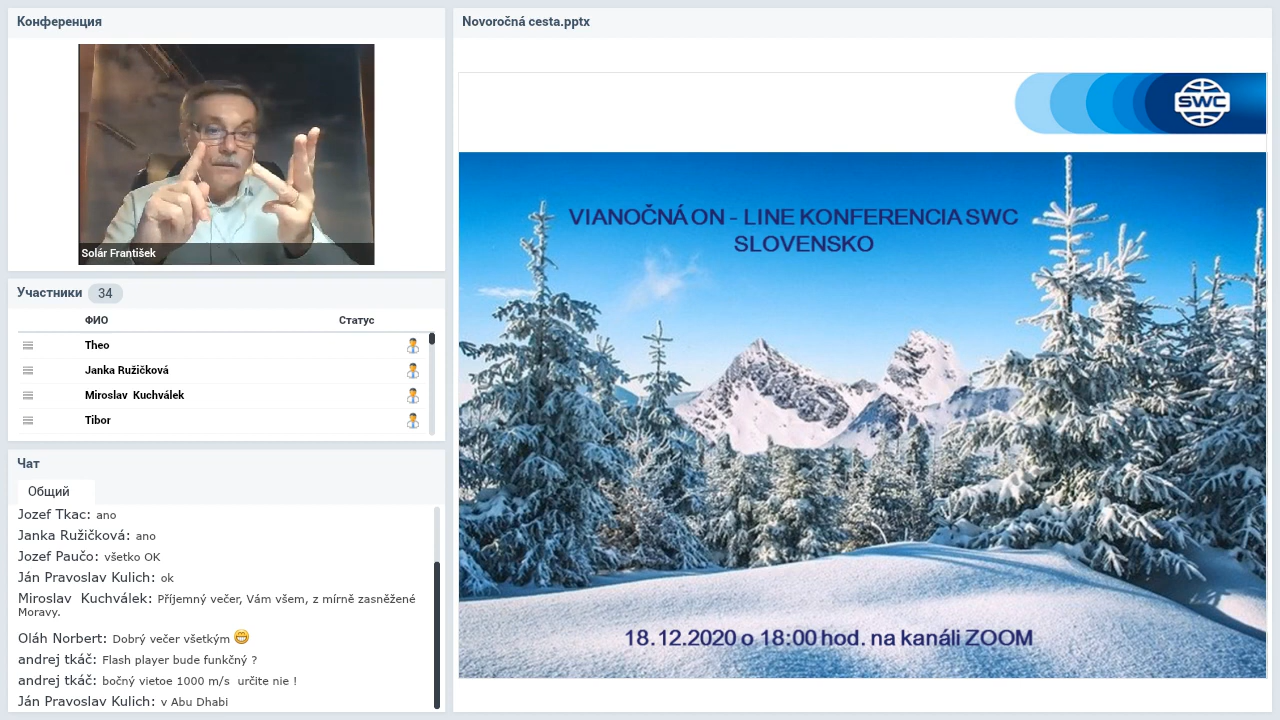 Конференция
Solár František
Участники 34
ФИО Статус
Theo
Janka Ružičková
Miroslav Kuchválek
Tibor
Чат
Общий
Jozef Tkac: ano
Janka Ružičková: ano
Jozef Paučo: všetko OK
Ján Pravoslav Kulich: ok
Miroslav Kuchválek: Příjemný večer, Vám všem, z mírně zasněžené
Moravy.
Oláh Norbert: Dobrý večer všetkým
andrej tkáč: Flash player bude funkčný ?
andrej tkáč: bočný vietoe 1000 m/s určite nie !
Ján Pravoslav Kulich: v Abu Dhabi
Novoročná cesta.pptx
SWC
VIANOČNÁ ON - LINE KONFERENCIA SWC
SLOVENSKO
18.12.2020 o 18:00 hod. na kanáli ZOOM